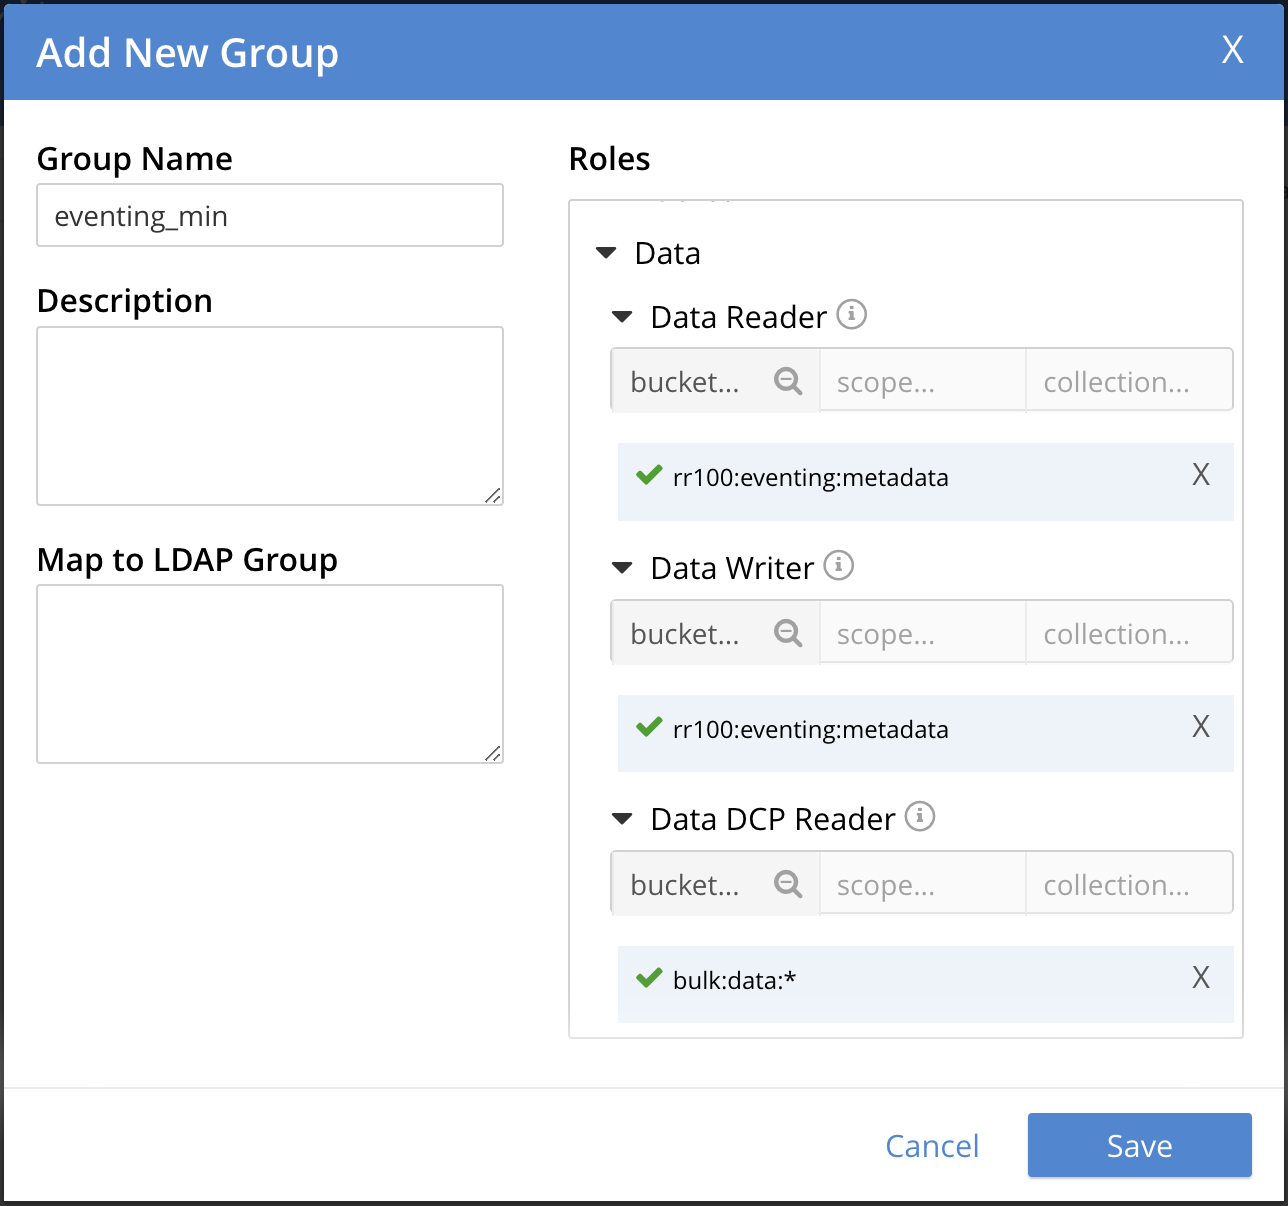 Add New Group X
Group Name
eventing_min
Description
Map to LDAP Group
Roles
Data
Data Reader
bucket... scope... collection...
rr100:eventing:metadata X
Data Writer
bucket... scope... collection...
rr100:eventing:metadata X
Data DCP Reader
bucket... scope... collection...
bulk:data:* X
Cancel Save